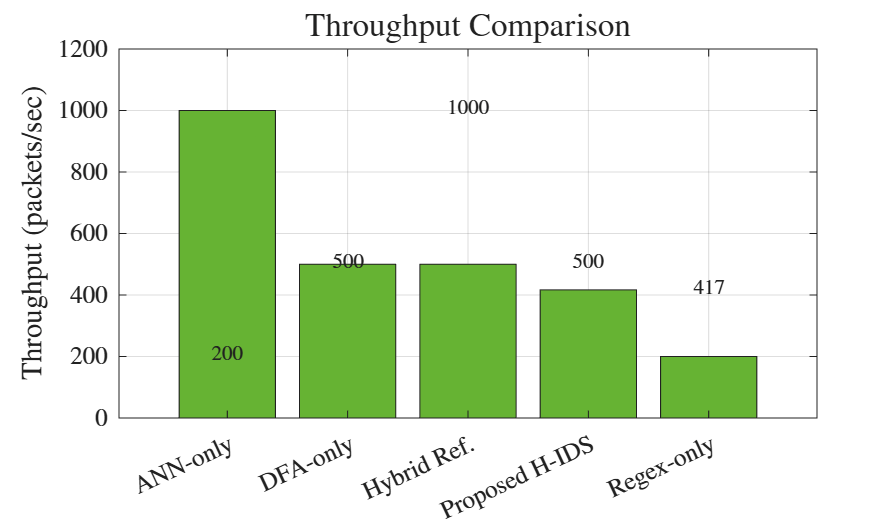 Throughput Comparison
Throughput (packets/sec)
1200
1000
800
600
400
200
0
1000
500
500
417
200
ANN-only
DFA-only
Hybrid Ref.
Proposed H-IDS
Regex-only